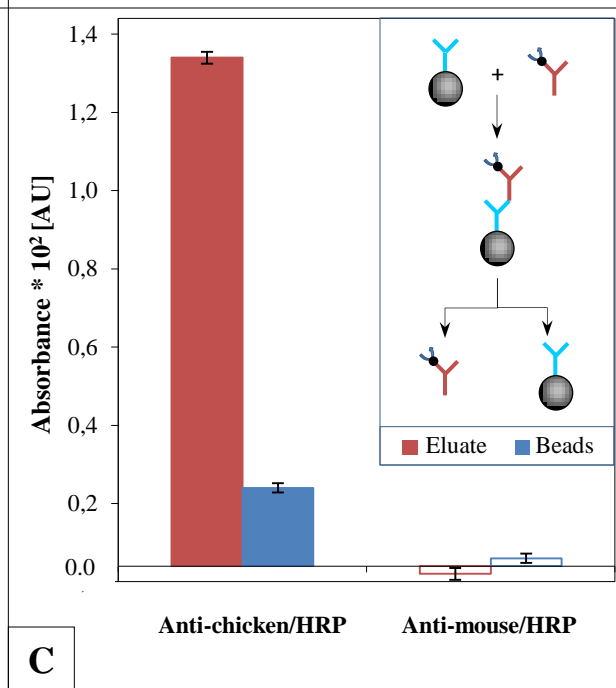 Absorbance * 10² [AU]
1,4
1,2
1,0
0,8
0,6
0,4
0,2
0.0
+
Eluate
Beads
Anti-chicken/HRP
Anti-mouse/HRP
C